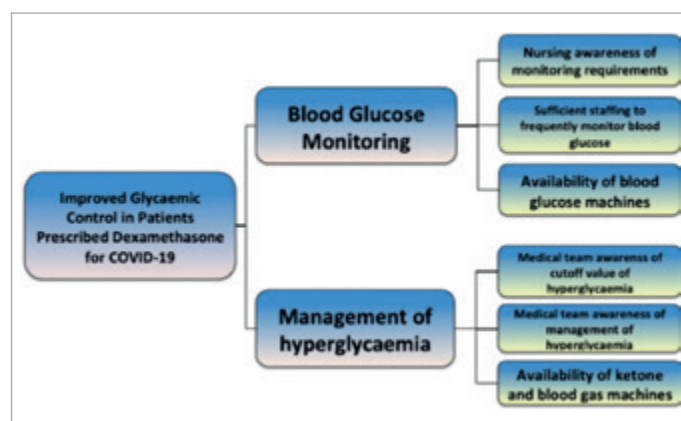 Improved Glycaemic
Control in Patients
Prescribed Dexamethasone
for COVID-19
Blood Glucose
Monitoring
Nursing awareness of
monitoring requirements
Sufficient staffing to
frequently monitor blood
glucose
Availability of blood
glucose machines
Management of
hyperglycaemia
Medical team awarenss of
cutoff value of
hyperglycaemia
Medical team awareness of
management of
hyperglycaemia
Availability of ketone
and blood gas machines